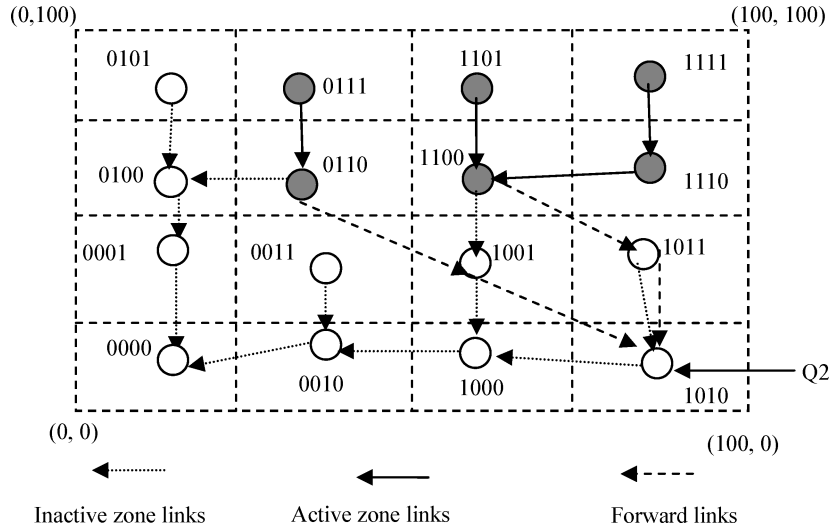 (0,100) (100, 100)
0101 0111 1101 1111
0100 0110 1100 1110
0001 0011 1001 1011
0000 0010 1000 1010 Q2
(0, 0) (100, 0)
Inactive zone links Active zone links Forward links